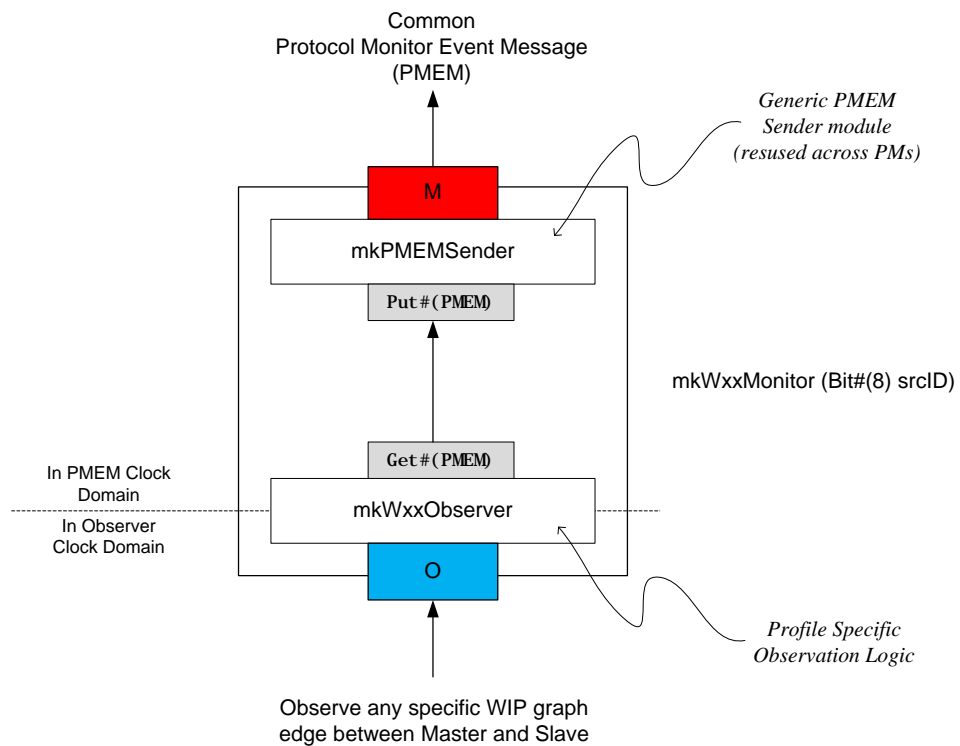 Common
Protocol Monitor Event Message
(PMEM)
Generic PMEM
Sender module
(resused across PMs)
M
mkPMEMSender
Put#(PMEM)
mkWxxMonitor (Bit#(8) srcID)
Get#(PMEM)
In PMEM Clock
Domain
mkWxxObserver
In Observer
Clock Domain
O
Profile Specific
Observation Logic
Observe any specific WIP graph
edge between Master and Slave